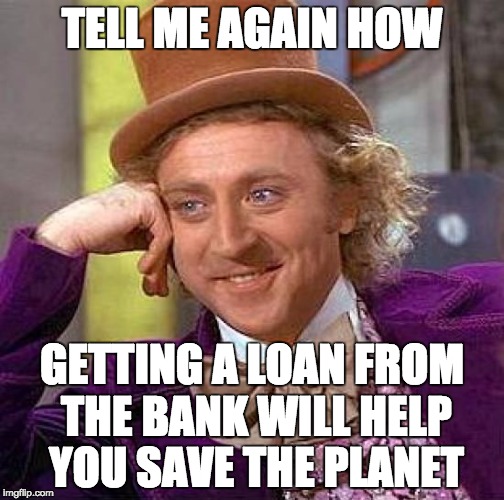 TELL ME AGAIN HOW
GETTING A LOAN FROM
THE BANK WILL HELP
YOU SAVE THE PLANET
imgflip.com